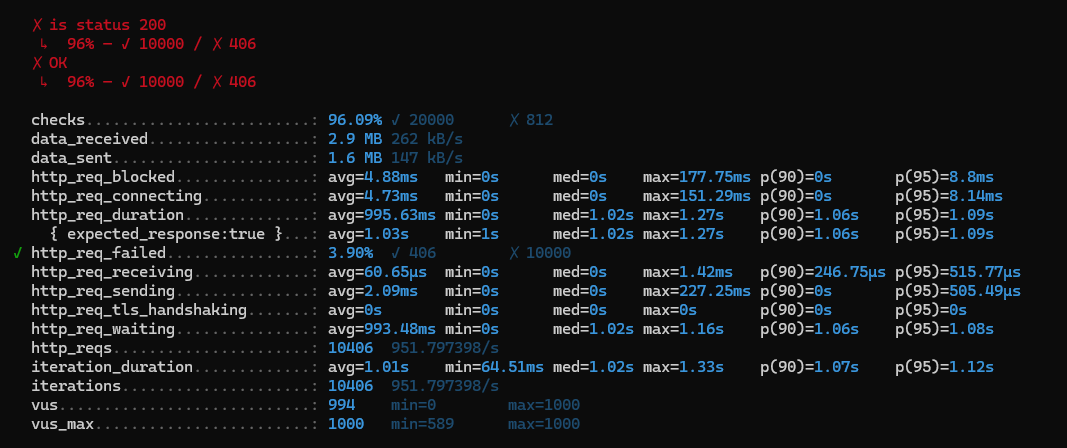 ✗ is status 200
↳  96% — ✓ 10000 / ✗ 406
✗ OK
↳  96% — ✓ 10000 / ✗ 406
checks.........................: 96.09% ✓ 20000      ✗ 812
data_received..................: 2.9 MB 262 kB/s
data_sent......................: 1.6 MB 147 kB/s
http_req_blocked...............: avg=4.88ms   min=0s      med=0s    max=177.75ms p(90)=0s       p(95)=8.8ms
http_req_connecting............: avg=4.73ms   min=0s      med=0s    max=151.29ms p(90)=0s       p(95)=8.14ms
http_req_duration..............: avg=995.63ms min=0s      med=1.02s max=1.27s    p(90)=1.06s    p(95)=1.09s
{ expected_response:true }...: avg=1.03s    min=1s      med=1.02s max=1.27s    p(90)=1.06s    p(95)=1.09s
✓ http_req_failed................: 3.90%  ✓ 406        ✗ 10000
http_req_receiving.............: avg=60.65µs  min=0s      med=0s    max=1.42ms   p(90)=246.75µs p(95)=515.77µs
http_req_sending...............: avg=2.09ms   min=0s      med=0s    max=227.25ms p(90)=0s       p(95)=505.49µs
http_req_tls_handshaking.......: avg=0s       min=0s      med=0s    max=0s       p(90)=0s       p(95)=0s
http_req_waiting...............: avg=993.48ms min=0s      med=1.02s max=1.16s    p(90)=1.06s    p(95)=1.08s
http_reqs......................: 10406  951.797398/s
iteration_duration.............: avg=1.01s    min=64.51ms med=1.02s max=1.33s    p(90)=1.07s    p(95)=1.12s
iterations.....................: 10406  951.797398/s
vus............................: 994    min=0        max=1000
vus_max........................: 1000   min=589      max=1000